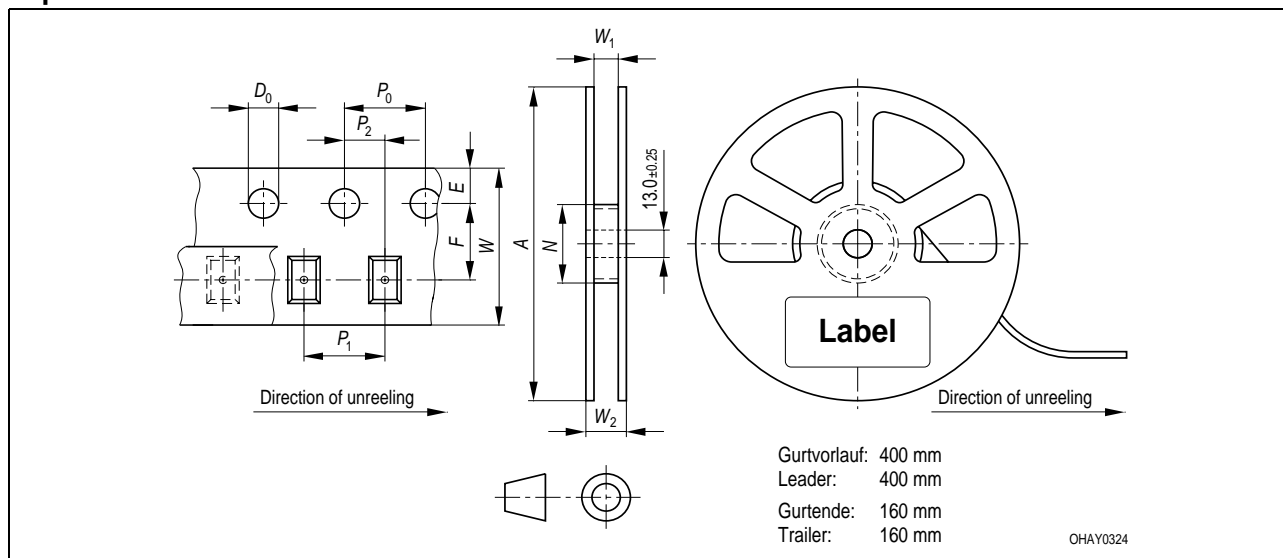 W₁
D₀
P₀
P₂
E
F
W
A
N
13.0±0.25
P₁
W₂
Label
Direction of unreeling
Direction of unreeling
Gurtvorlauf: 400 mm
Leader: 400 mm
Gurtende: 160 mm
Trailer: 160 mm
OHAY0324